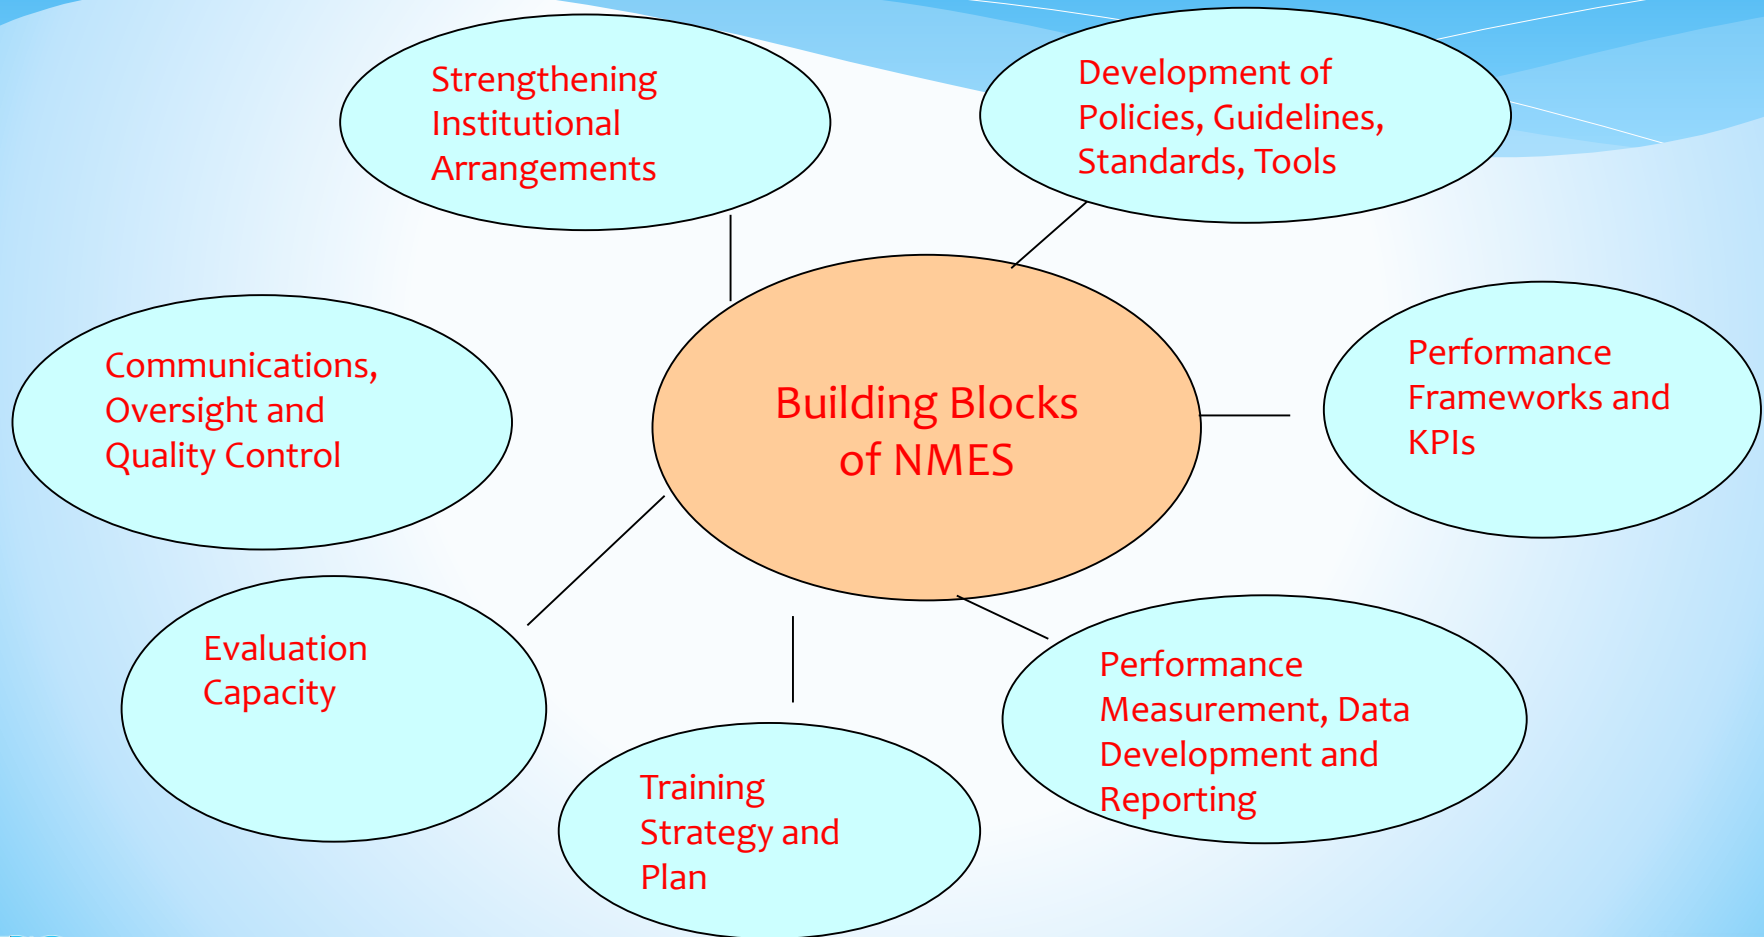 Strengthening
Institutional
Arrangements
Development of
Policies, Guidelines,
Standards, Tools
Communications,
Oversight and
Quality Control
Building Blocks
of NMES
Performance
Frameworks and
KPIs
Evaluation
Capacity
Training
Strategy and
Plan
Performance
Measurement, Data
Development and
Reporting